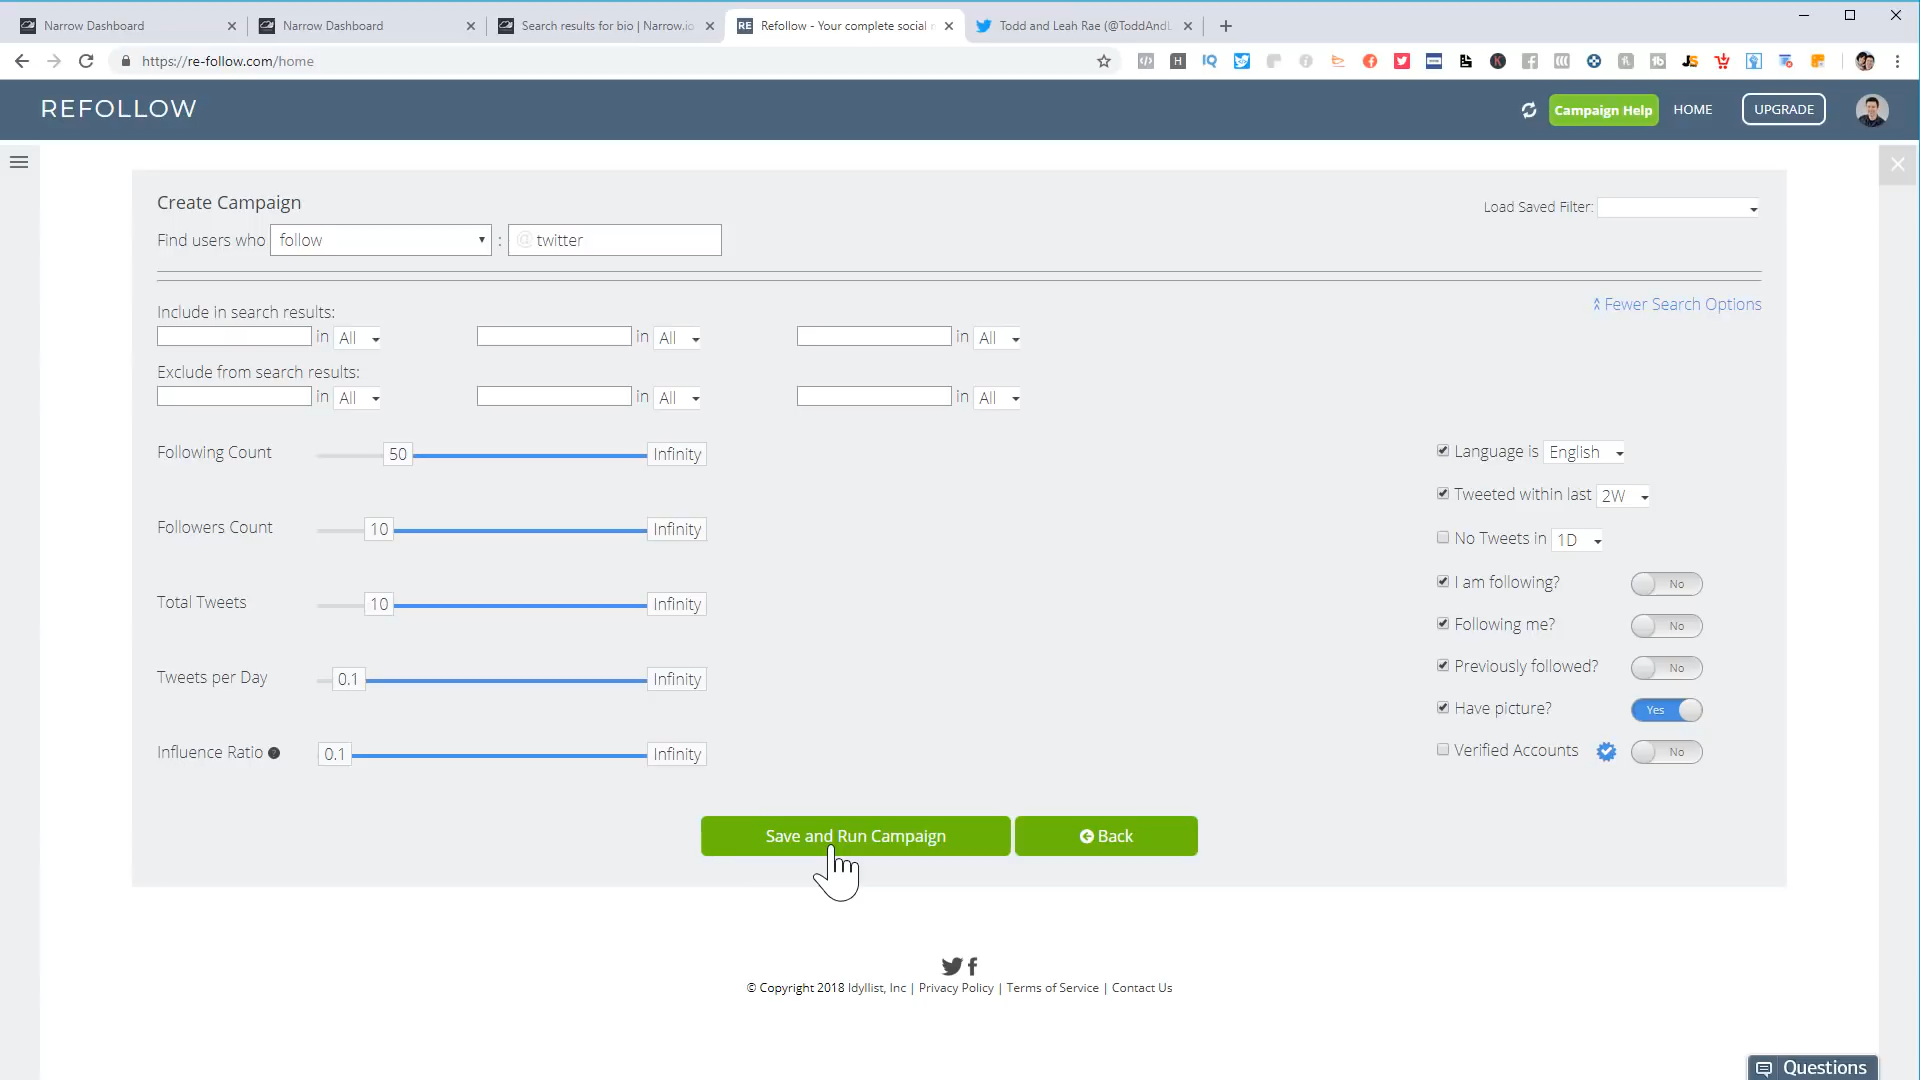 Narrow Dashboard
Narrow Dashboard
Search results for bio | Narrow.io
RE Refollow - Your complete social
Todd and Leah Rae (@ToddAndL
https://re-follow.com/home
REFOLLOW
Campaign Help
HOME
UPGRADE
Create Campaign
Load Saved Filter:
Find users who follow : @ twitter
Fewer Search Options
Include in search results:
in All in All in All
Exclude from search results:
in All in All in All
Following Count 50 Infinity
Followers Count 10 Infinity
Total Tweets 10 Infinity
Tweets per Day 0.1 Infinity
Influence Ratio ? 0.1 Infinity
Language is English
Tweeted within last 2W
No Tweets in 1D
I am following? No
Following me? No
Previously followed? No
Have picture? Yes
Verified Accounts No
Save and Run Campaign
Back
© Copyright 2018 Idyllist, Inc | Privacy Policy | Terms of Service | Contact Us
Questions